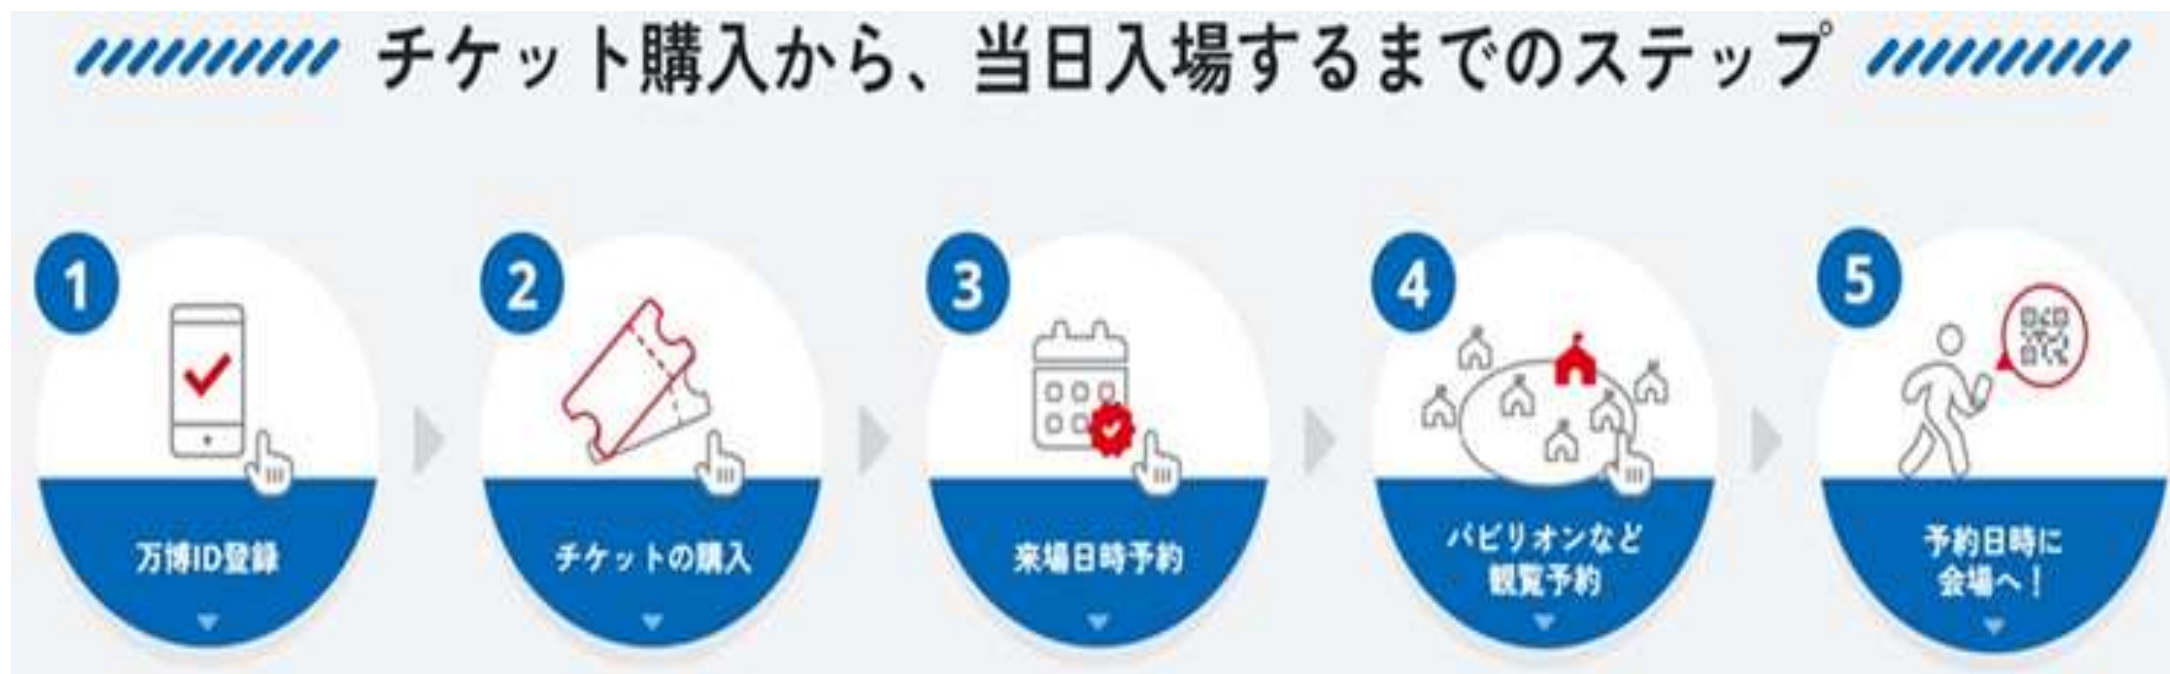 チケット購入から、当日入場するまでのステップ
1
万博ID登録
2
チケットの購入
3
来場日時予約
4
パビリオンなど
観覧予約
5
予約日時に
会場へ！